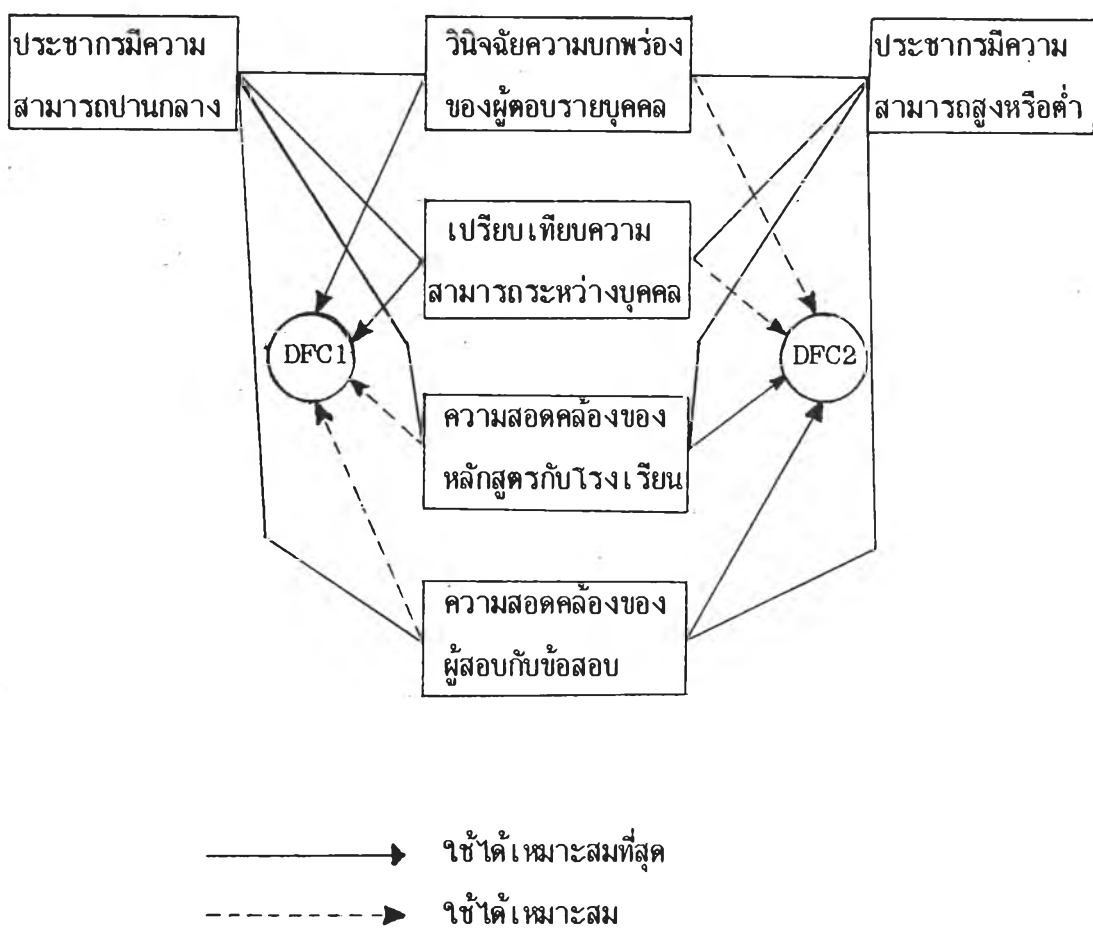 ประชากรมีความ
สามารถปานกลาง
วินิจฉัยความบกพร่อง
ของผู้ตอบรายบุคคล
ประชากรมีความ
สามารถสูงหรือต่ำ
เปรียบเทียบความ
สามารถระหว่างบุคคล
DFC1
DFC2
ความสอดคล้องของ
หลักสูตรกับโรงเรียน
ความสอดคล้องของ
ผู้สอบกับข้อสอบ
ใช้ได้เหมาะสมที่สุด
ใช้ได้เหมาะสม